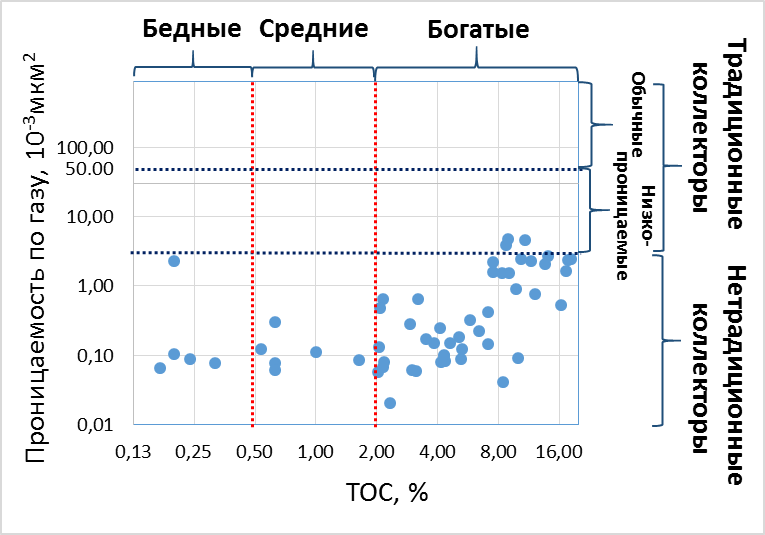 Бедные Средние Богатые
Проницаемость по газу, 10⁻³мкм²
100,00
50.00
10,00
1,00
0,10
0,01
0,13 0,25 0,50 1,00 2,00 4,00 8,00 16,00
ТОС, %
Обычные
Низко-
проницаемые
Традиционные
коллекторы
Нетрадиционные
коллекторы